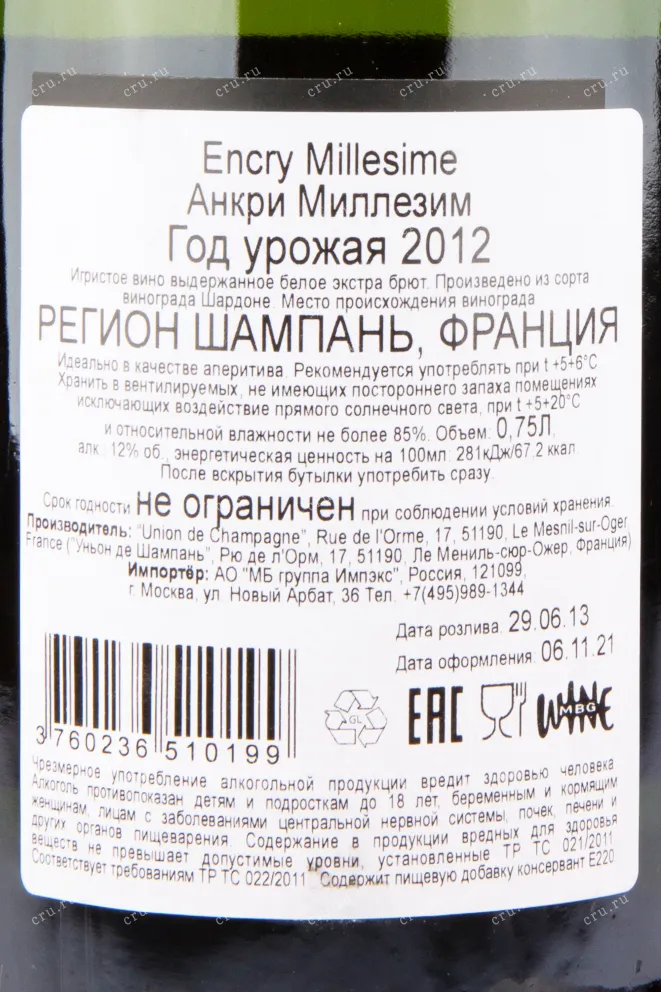 Encry Millesime
Анкри Миллезим
Год урожая 2012
Игристое вино выдержанное белое экстра брют. Произведено из сорта
винограда Шардоне. Место происхождения винограда
РЕГИОН ШАМПАНЬ, ФРАНЦИЯ
Идеально в качестве аперитива. Рекомендуется употреблять при t +5+6°C.
Хранить в вентилируемых, не имеющих постороннего запаха помещениях
исключающих воздействие прямого солнечного света, при t +5+20°C
и относительной влажности не более 85%. Объем: 0,75Л,
алк.: 12% об., энергетическая ценность на 100мл: 281кДж/67,2 ккал.
После вскрытия бутылки употребить сразу.
Срок годности не ограничен при соблюдении условий хранения.
Производитель: "Union de Champagne", Rue de l'Orme, 17, 51190, Le Mesnil-sur-Oger,
France ("Уньон де Шампань", Рю де л'Орм, 17, 51190, Ле Мениль-сюр-Ожер, Франция)
Импортёр: АО "МБ группа Импэкс", Россия, 121099,
г. Москва, ул. Новый Арбат, 36 Тел. +7(495)989-1344
Дата розлива: 29.06.13
Дата оформления: 06.11.21
3 760236 510199
GL
EAC
WINE
MBG
Чрезмерное употребление алкогольной продукции вредит здоровью человека
Алкоголь противопоказан детям и подросткам до 18 лет, беременным и кормящим
женщинам, лицам с заболеваниями центральной нервной системы, почек, печени и
других органов пищеварения. Содержание в продукции вредных для здоровья
веществ не превышает допустимые уровни, установленные ТР ТС 021/2011
Соответствует требованиям ТР ТС 022/2011. Содержит пищевую добавку консервант Е220
cru.ru